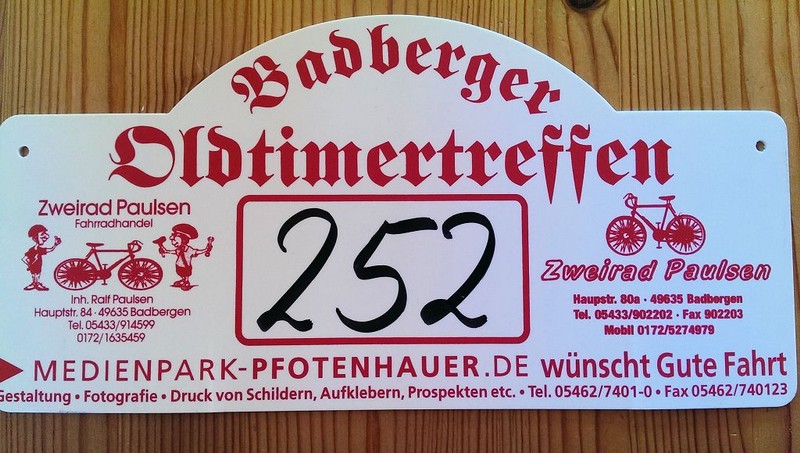 Badberger
Oldtimertreffen
Zweirad Paulsen
Fahrradhandel
Inh. Ralf Paulsen
Hauptstr. 84 · 49635 Badbergen
Tel. 05433/914599
0172/1635459
252
Zweirad Paulsen
Haupstr. 80a · 49635 Badbergen
Tel. 05433/902202 · Fax 902203
Mobil 0172/5274979
MEDIENPARK-PFOTENHAUER.DE wünscht Gute Fahrt
Gestaltung • Fotografie • Druck von Schildern, Aufklebern, Prospekten etc. • Tel. 05462/7401-0 • Fax 05462/740123